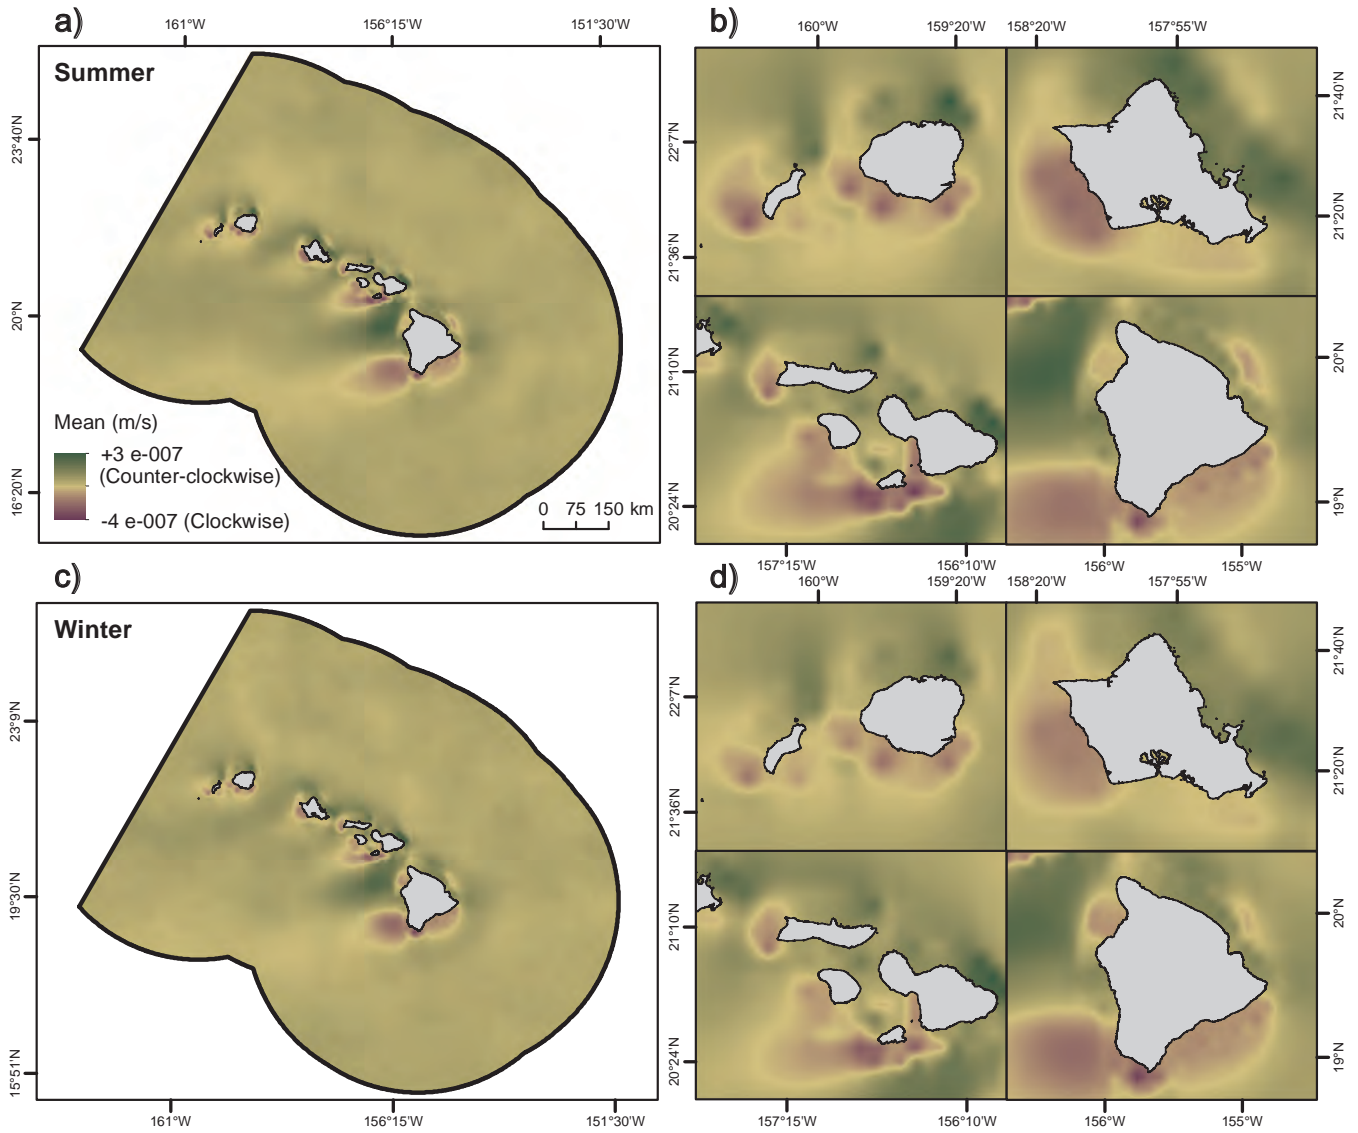 a)
161°W
156°15'W
151°30'W
Summer
23°40'N
20°N
16°20'N
Mean (m/s)
+3 e-007
(Counter-clockwise)
-4 e-007 (Clockwise)
0 75 150 km
b)
160°W
159°20'W
158°20'W
157°55'W
22°7'N
21°36'N
21°40'N
21°20'N
21°10'N
20°24'N
20°N
19°N
157°15'W
156°10'W
156°W
155°W
c)
Winter
23°9'N
19°30'N
15°51'N
161°W
156°15'W
151°30'W
d)
160°W
159°20'W
158°20'W
157°55'W
22°7'N
21°36'N
21°40'N
21°20'N
21°10'N
20°24'N
20°N
19°N
157°15'W
156°10'W
156°W
155°W